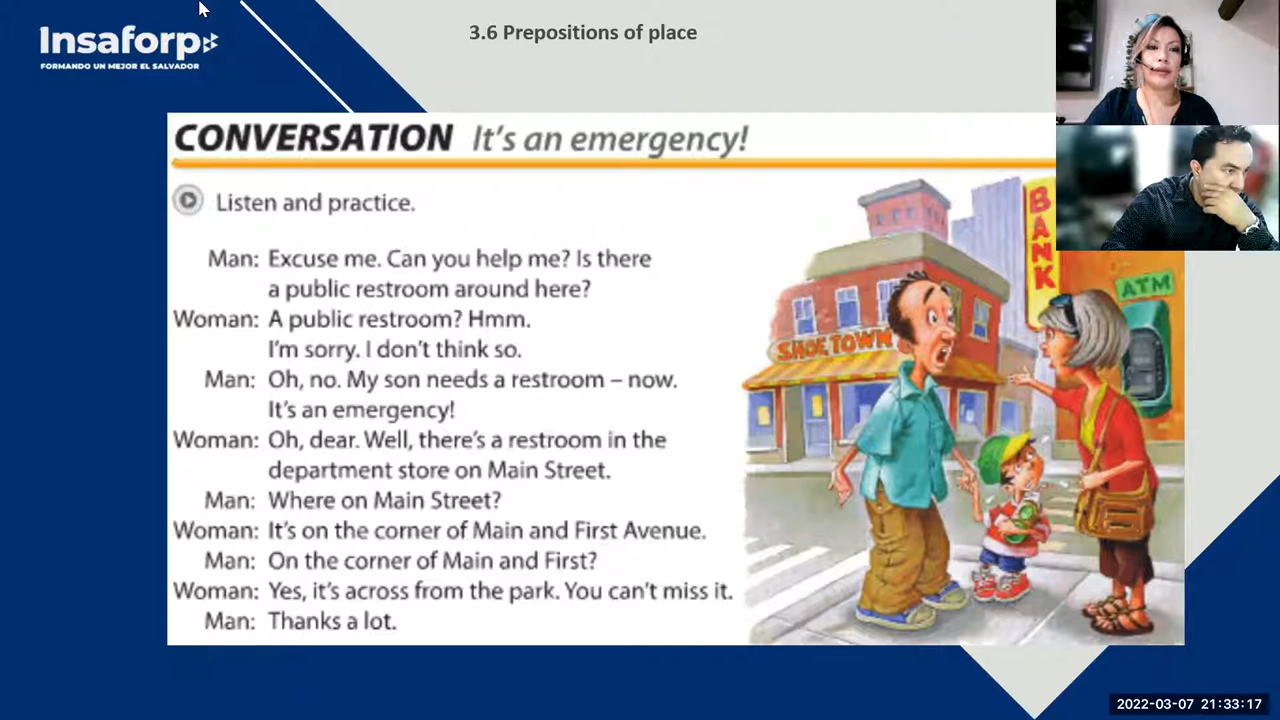 3.6 Prepositions of place
Insaforp
FORMANDO UN MEJOR EL SALVADOR
CONVERSATION It's an emergency!
Listen and practice.
Man: Excuse me. Can you help me? Is there
a public restroom around here?
Woman: A public restroom? Hmm.
I'm sorry. I don't think so.
Man: Oh, no. My son needs a restroom – now.
It's an emergency!
Woman: Oh, dear. Well, there's a restroom in the
department store on Main Street.
Man: Where on Main Street?
Woman: It's on the corner of Main and First Avenue.
Man: On the corner of Main and First?
Woman: Yes, it's across from the park. You can't miss it.
Man: Thanks a lot.
BANK
ATM
SHOE TOWN
2022-03-07 21:33:17